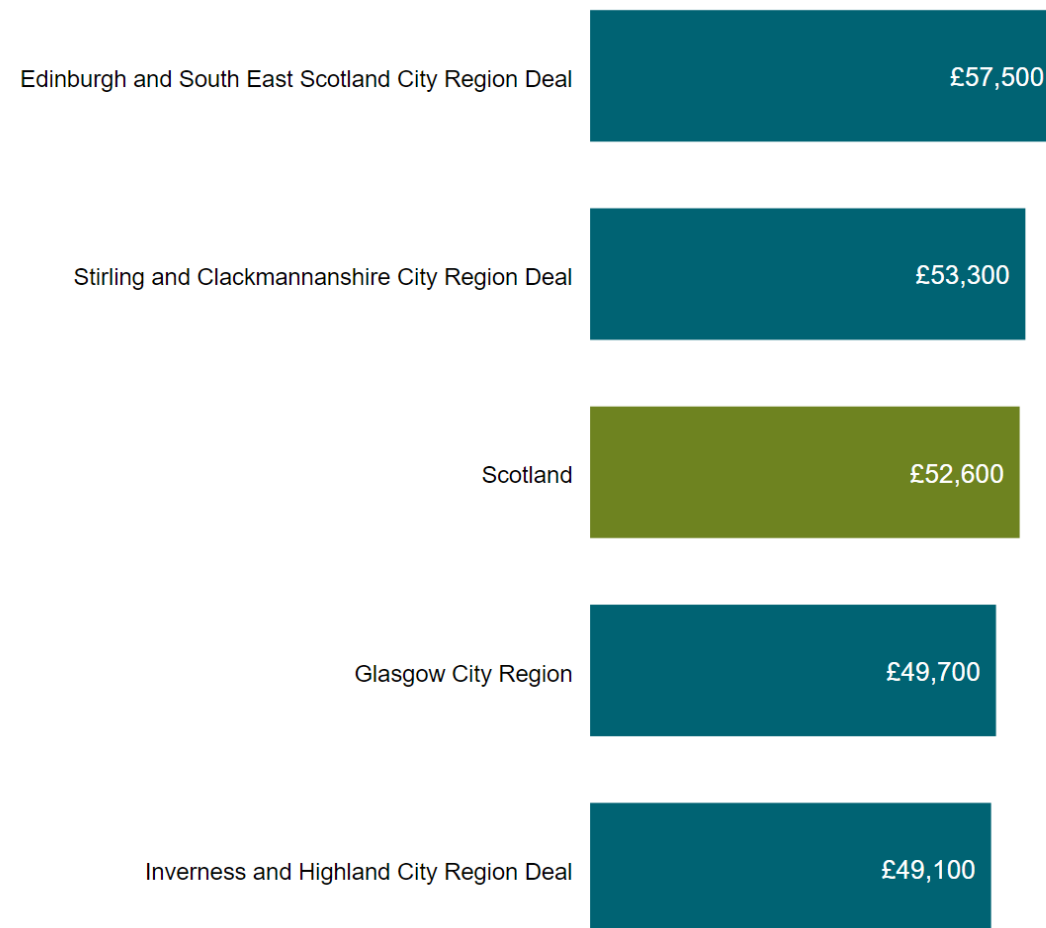 Edinburgh and South East Scotland City Region Deal £57,500
Stirling and Clackmannanshire City Region Deal £53,300
Scotland £52,600
Glasgow City Region £49,700
Inverness and Highland City Region Deal £49,100